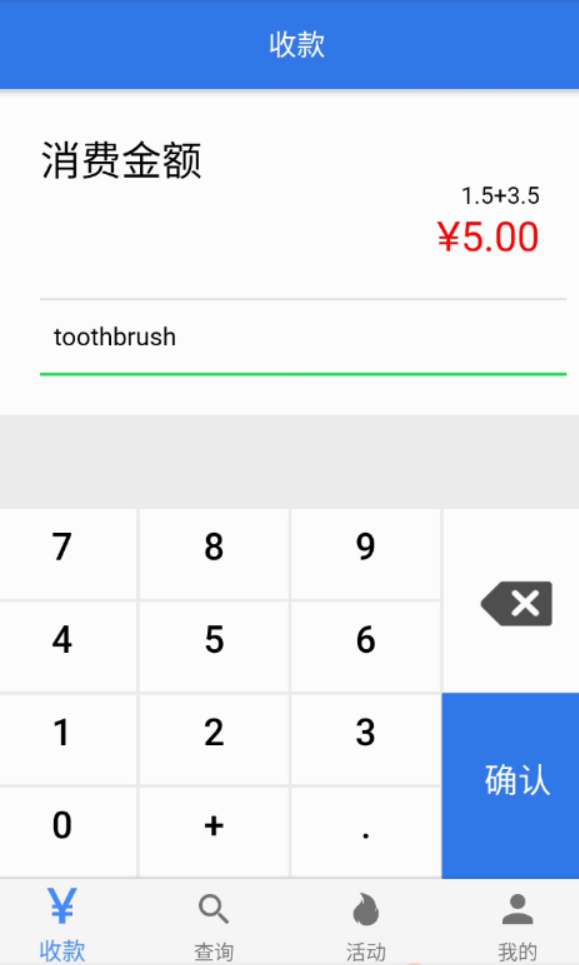 收款
消费金额
1.5+3.5
¥5.00
toothbrush
7 8 9
4 5 6
1 2 3
确认
0 + .
¥
收款 查询 活动 我的